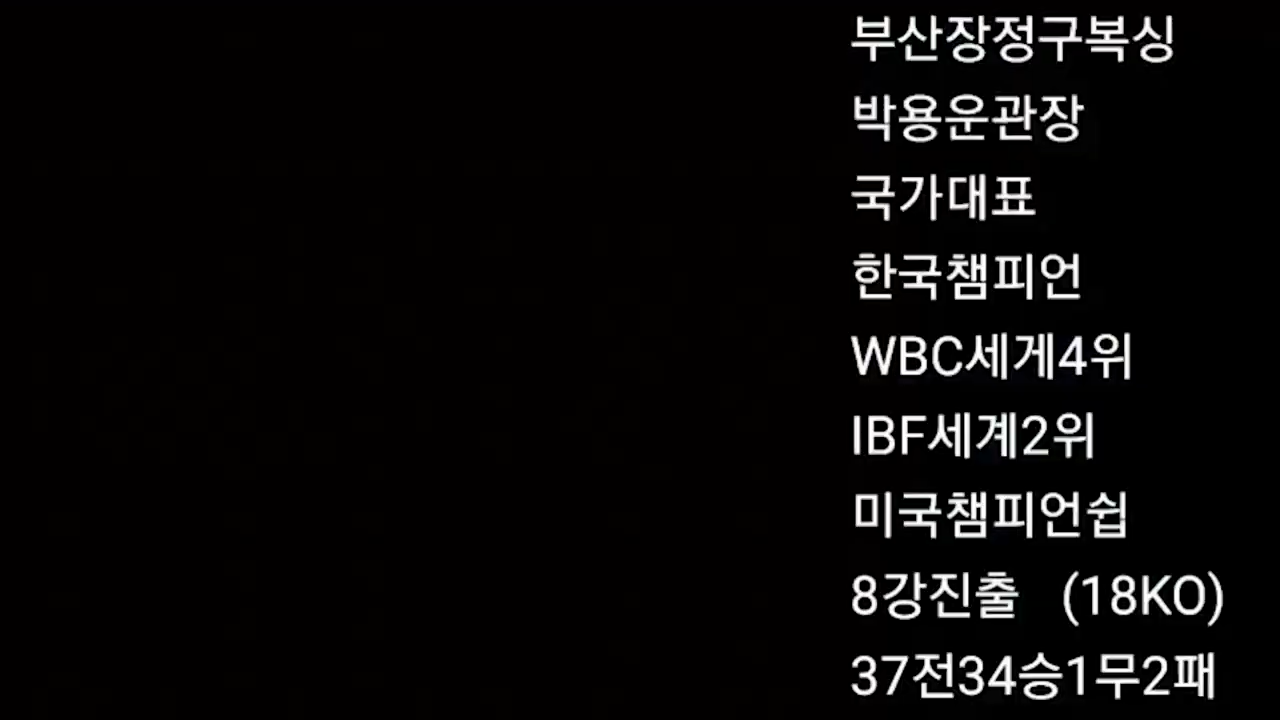 부산장정구복싱
박용운관장
국가대표
한국챔피언
WBC세게4위
IBF세계2위
미국챔피언쉽
8강진출 (18KO)
37전34승1무2패